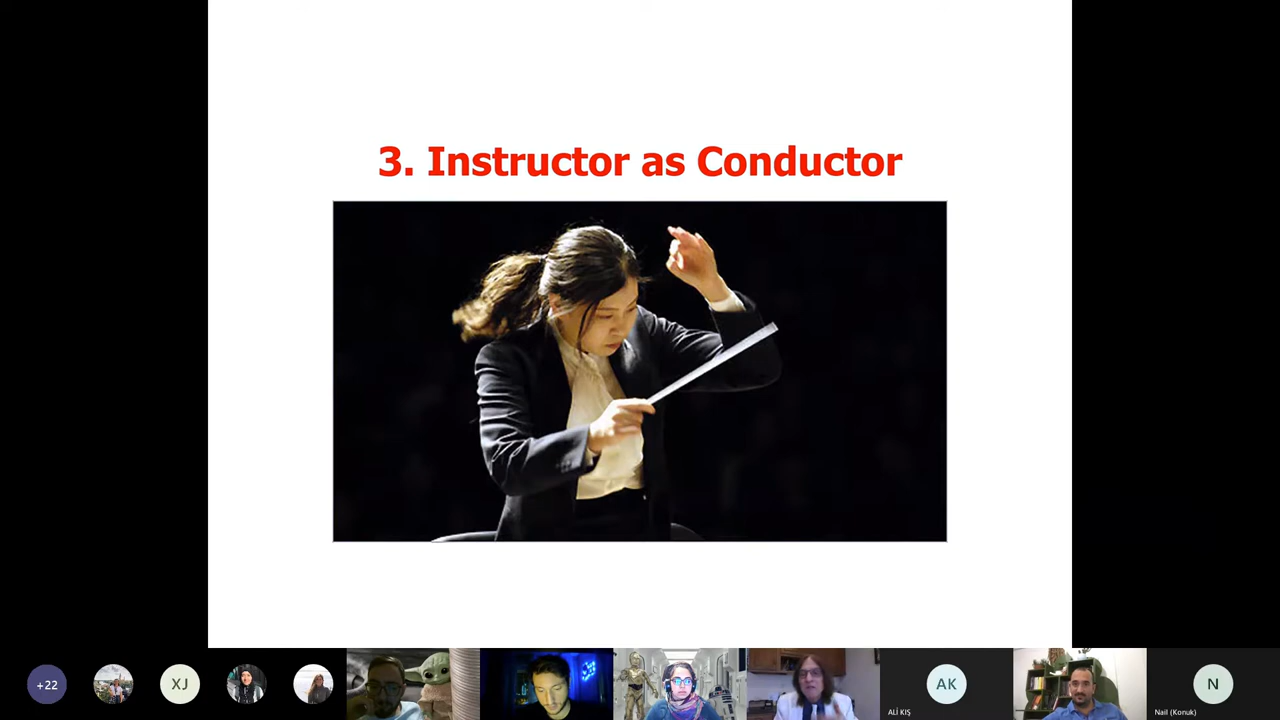 3. Instructor as Conductor
+22
XJ
AK
ALİ KIŞ
N
Nail (Konuk)